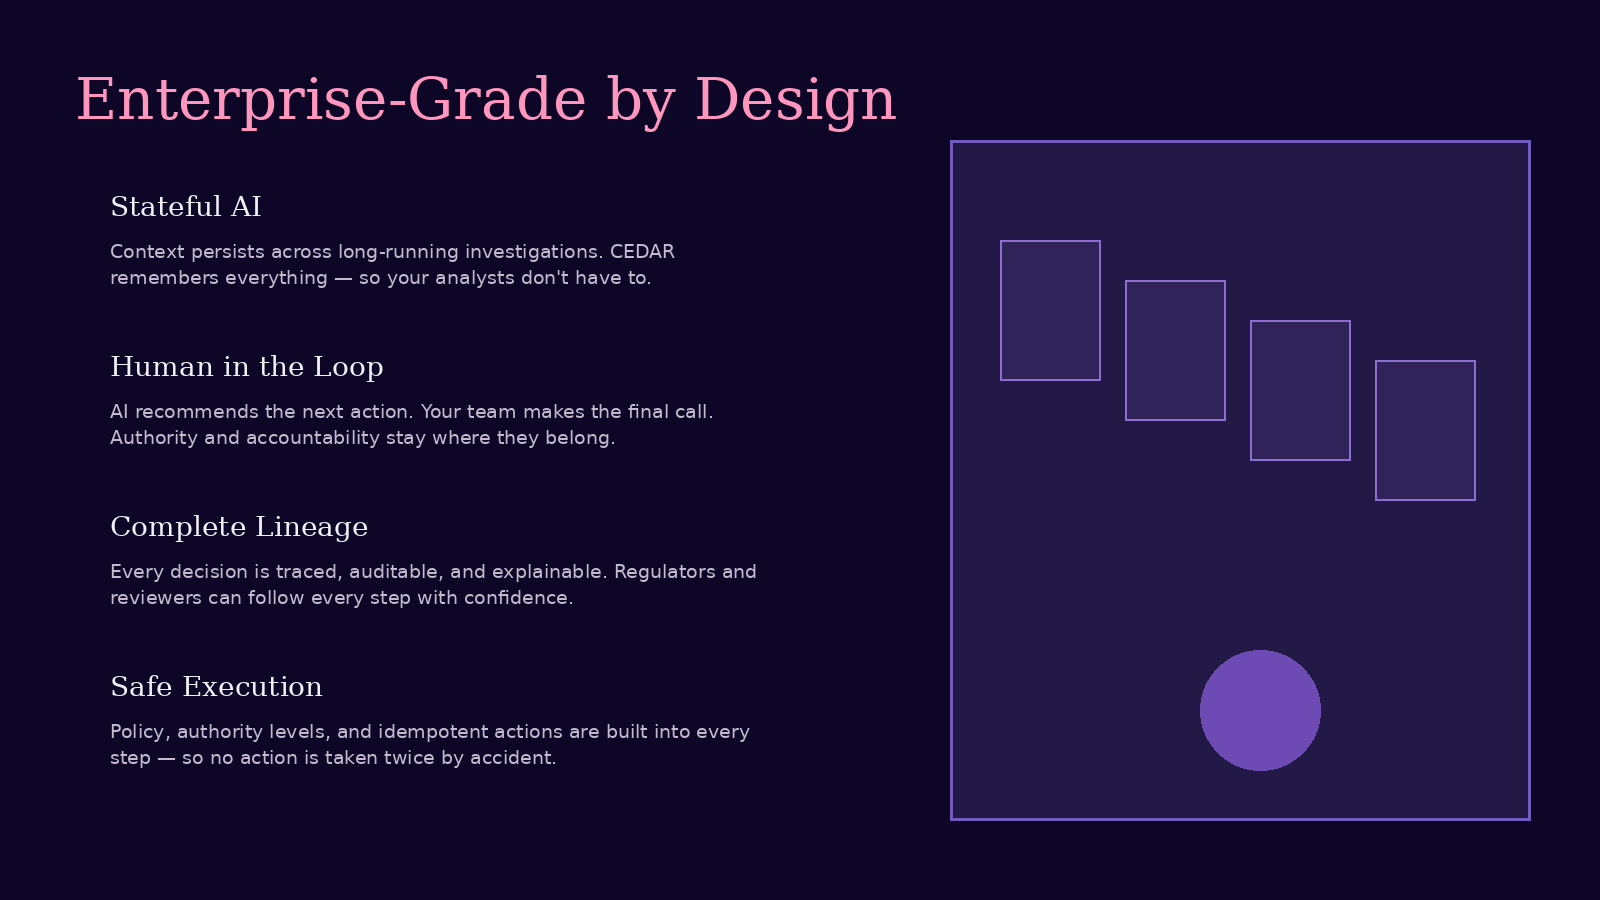 Enterprise-Grade by Design
Stateful AI
Context persists across long-running investigations. CEDAR
remembers everything — so your analysts don't have to.
Human in the Loop
AI recommends the next action. Your team makes the final call.
Authority and accountability stay where they belong.
Complete Lineage
Every decision is traced, auditable, and explainable. Regulators and
reviewers can follow every step with confidence.
Safe Execution
Policy, authority levels, and idempotent actions are built into every
step — so no action is taken twice by accident.